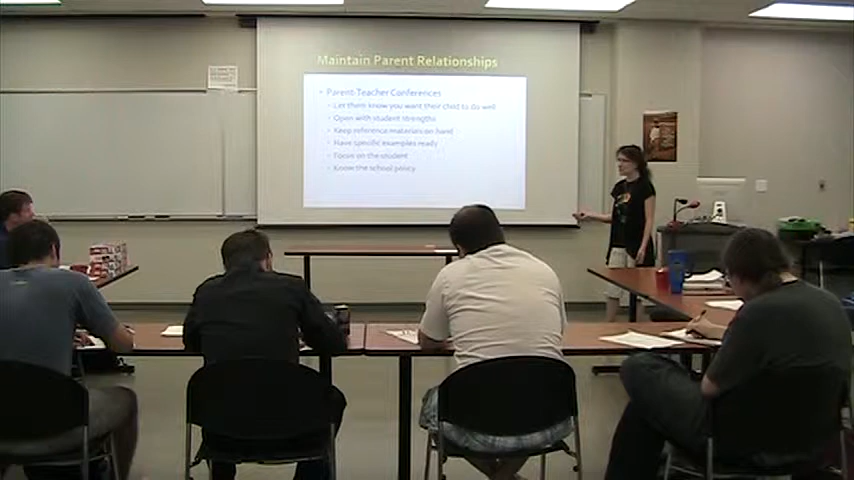 Maintain Parent Relationships
Parent-Teacher Conferences
Let them know you want their child to do well
Open with student strengths
Keep reference materials on hand
Have specific examples ready
Focus on the student
Know the school policy